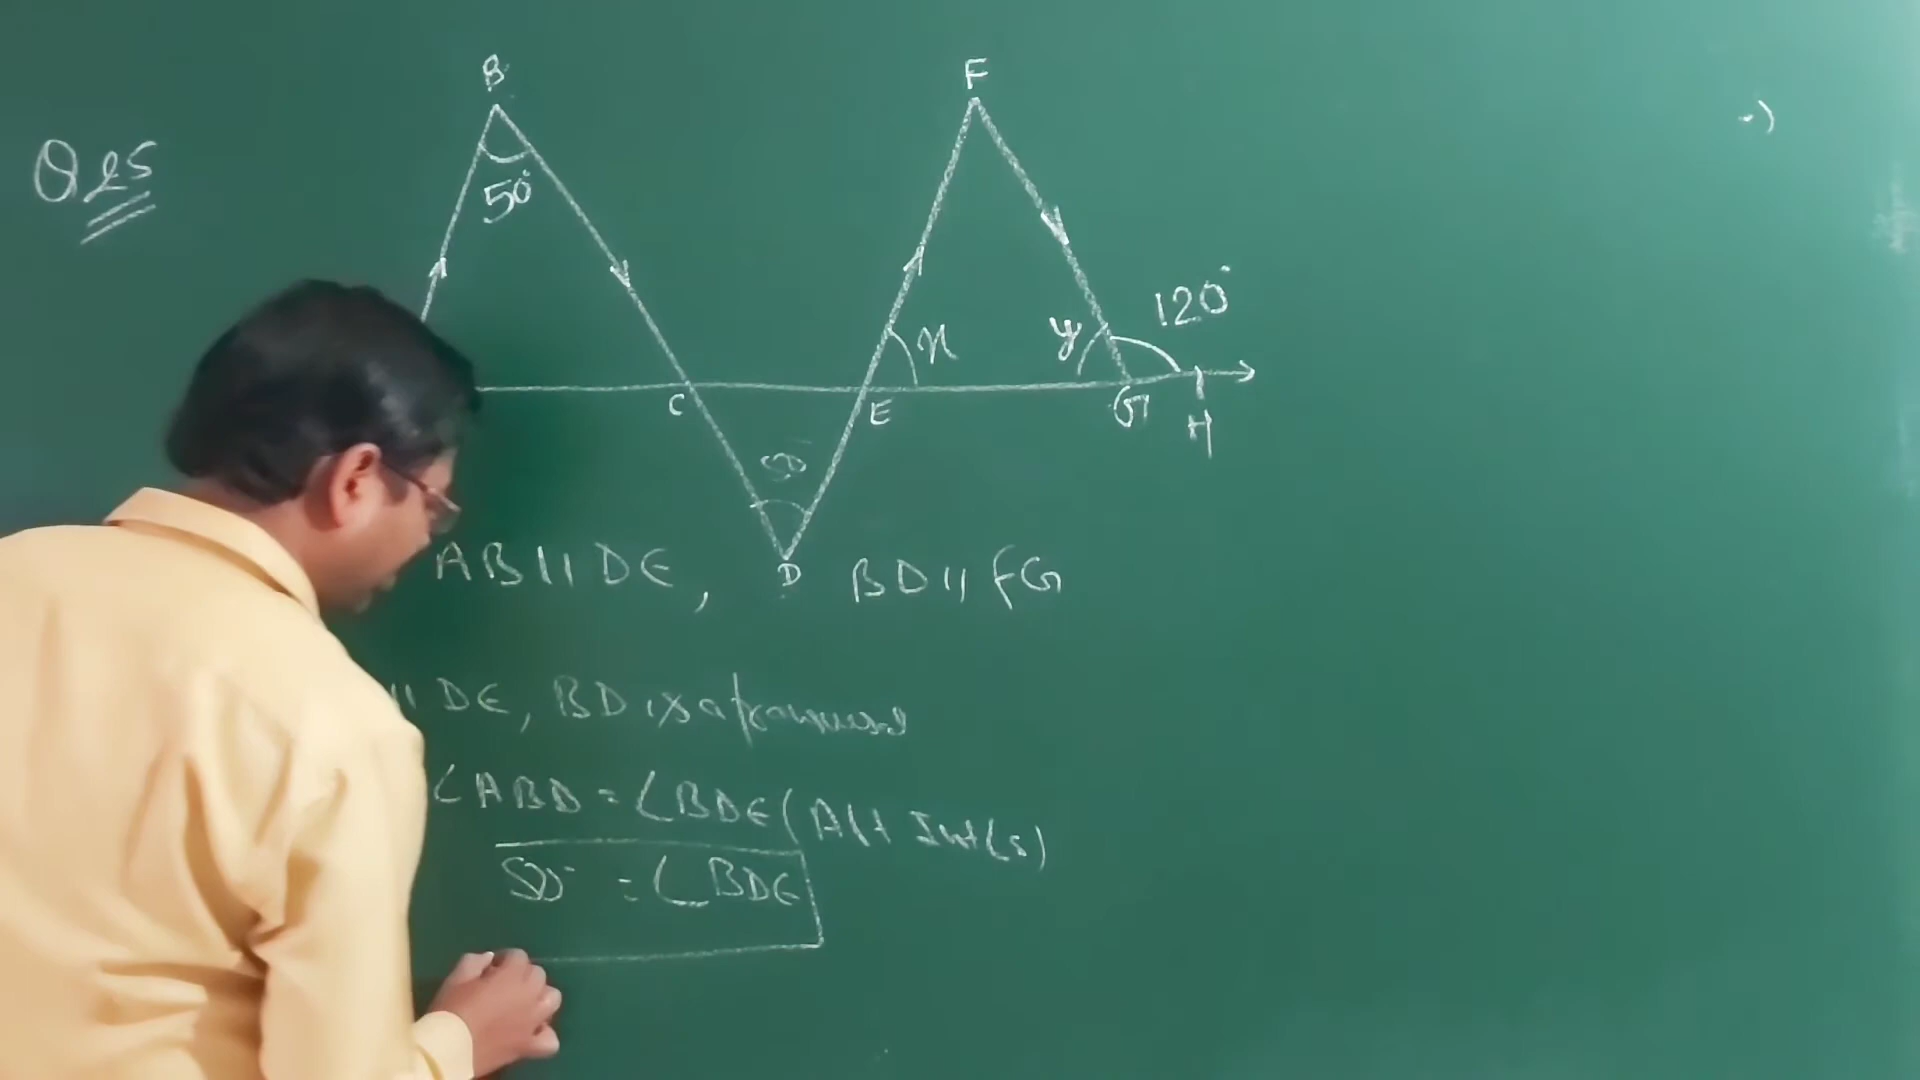 B
F
Q25
50°
120°
x
y
C
E
G
H
50°
D
AB || DE, BD || FG
|| DE, BD is a transversal
∠ABD = ∠BDE (Alt Int ∠s)
50° = ∠BDE